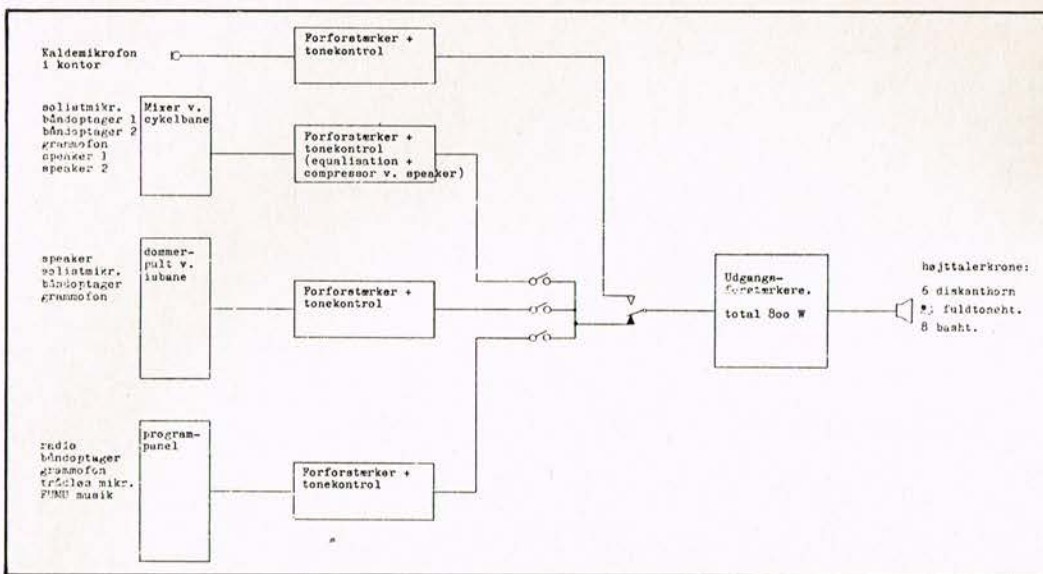 Kaldemikrofon
i kontor
Forforstærker +
tonekontrol
solistmikr.
båndoptager 1
båndoptager 2
grammofon
speaker 1
speaker 2
Mixer v.
cykelbane
Forforstærker +
tonekontrol
(equalisation +
compressor v. speaker)
speaker
solistmikr.
båndoptager
grammofon
dommer-
pult v.
isbane
Forforstærker +
tonekontrol
radio
båndoptager
grammofon
trådløs mikr.
musik
program-
panel
Forforstærker +
tonekontrol
Udgangs-
forstærkere.
total 800 W
højttalerkrone:
6 diskanthorn
fuldtoneht.
8 basht.